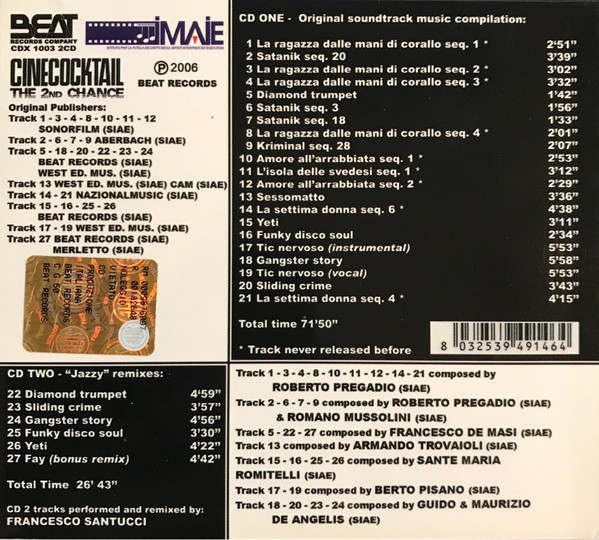 BEAT
RECORDS COMPANY
CDX 1003 2CD
IMAIE
CINECOCKTAIL
THE 2ND CHANCE
P 2006
BEAT RECORDS
Original Publishers:
Track 1 - 3 - 4 - 8 - 10 - 11 - 12
SONORFILM (SIAE)
Track 2 - 6 - 7 - 9 ABERBACH (SIAE)
Track 5 - 18 - 20 - 22 - 23 - 24
BEAT RECORDS (SIAE)
WEST ED. MUS. (SIAE)
Track 13 WEST ED. MUS. (SIAE) CAM (SIAE)
Track 14 - 21 NAZIONALMUSIC (SIAE)
Track 15 - 16 - 25 - 26
BEAT RECORDS (SIAE)
Track 17 - 19 WEST ED. MUS. (SIAE)
Track 27 BEAT RECORDS (SIAE)
MERLETTO (SIAE)
CD ONE - Original soundtrack music compilation:
1 La ragazza dalle mani di corallo seq. 1 * 2'51"
2 Satanik seq. 20 3'39"
3 La ragazza dalle mani di corallo seq. 2 * 3'02"
4 La ragazza dalle mani di corallo seq. 3 * 3'32"
5 Diamond trumpet 1'42"
6 Satanik seq. 3 1'56"
7 Satanik seq. 18 1'33"
8 La ragazza dalle mani di corallo seq. 4 * 2'01"
9 Kriminal seq. 28 2'07"
10 Amore all'arrabbiata seq. 1 * 2'53"
11 L'isola delle svedesi seq. 1 * 3'12"
12 Amore all'arrabbiata seq. 2 * 2'29"
13 Sessomatto 3'36"
14 La settima donna seq. 6 * 4'38"
15 Yeti 3'11"
16 Funky disco soul 2'34"
17 Tic nervoso (instrumental) 5'53"
18 Gangster story 5'58"
19 Tic nervoso (vocal) 5'53"
20 Sliding crime 3'43"
21 La settima donna seq. 4 * 4'15"
Total time 71'50"
* Track never released before
8 032539 491464
CD TWO - "Jazzy" remixes:
22 Diamond trumpet 4'59"
23 Sliding crime 3'57"
24 Gangster story 4'56"
25 Funky disco soul 3'30"
26 Yeti 4'22"
27 Fay (bonus remix) 4'42"
Total Time 26' 43"
CD 2 tracks performed and remixed by:
FRANCESCO SANTUCCI
Track 1 - 3 - 4 - 8 - 10 - 11 - 12 - 14 - 21 composed by
ROBERTO PREGADIO (SIAE)
Track 2 - 6 - 7 - 9 composed by ROBERTO PREGADIO (SIAE)
& ROMANO MUSSOLINI (SIAE)
Track 5 - 22 - 27 composed by FRANCESCO DE MASI (SIAE)
Track 13 composed by ARMANDO TROVAIOLI (SIAE)
Track 15 - 16 - 25 - 26 composed by SANTE MARIA
ROMITELLI (SIAE)
Track 17 - 19 composed by BERTO PISANO (SIAE)
Track 18 - 20 - 23 - 24 composed by GUIDO & MAURIZIO
DE ANGELIS (SIAE)